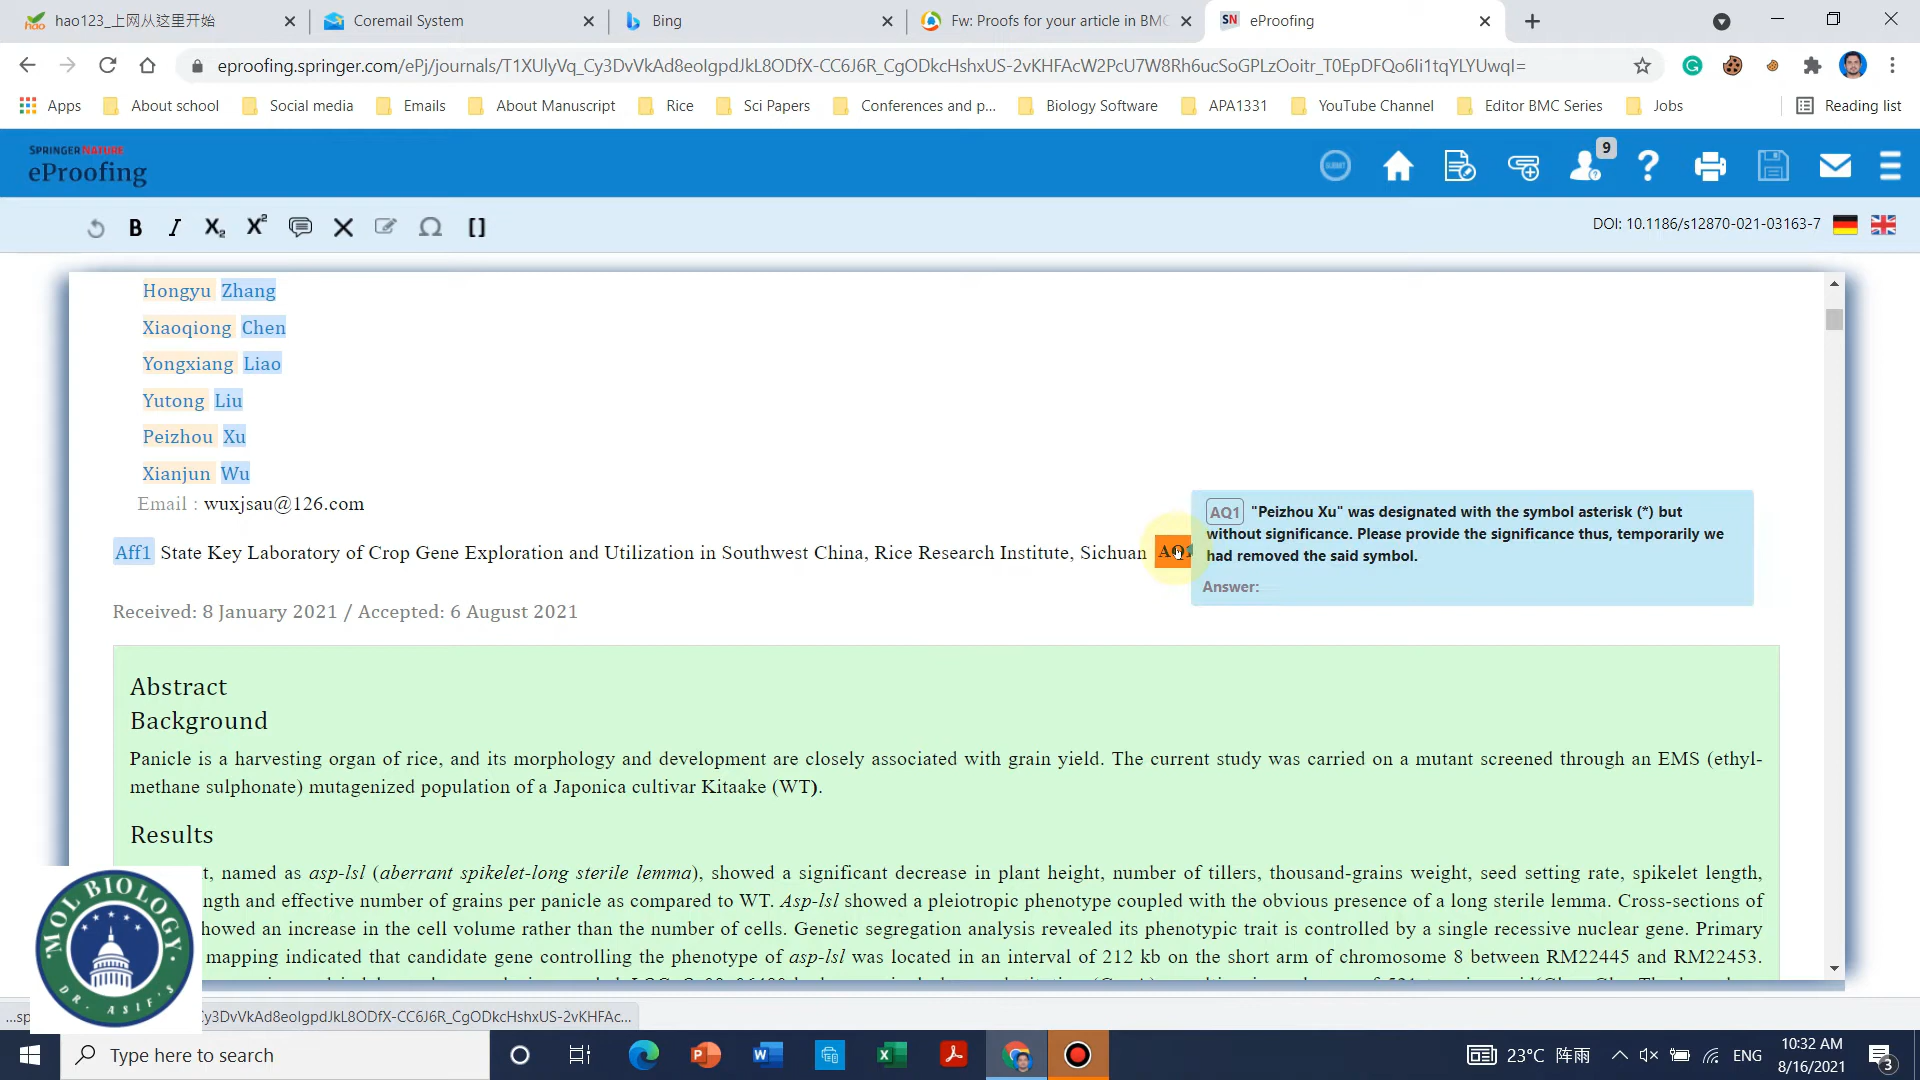 hao123_上网从这里开始
Coremail System
Bing
Fw: Proofs for your article in BMC
SN eProofing
eproofing.springer.com/ePj/journals/T1XUlyVq_Cy3DvVkAd8eoIgpdJkL8ODfX-CC6J6R_CgODkcHshxUS-2vKHFAcW2PcU7W8Rh6ucSoGPLzOoitr_T0EpDFQo6Ii1tqYLYUwqI=
Apps
About school
Social media
Emails
About Manuscript
Rice
Sci Papers
Conferences and p...
Biology Software
APA1331
YouTube Channel
Editor BMC Series
Jobs
Reading list
SPRINGER NATURE
eProofing
SUBMIT
9
B I X₂ X² Ω []
DOI: 10.1186/s12870-021-03163-7
Hongyu Zhang
Xiaoqiong Chen
Yongxiang Liao
Yutong Liu
Peizhou Xu
Xianjun Wu
Email : wuxjsau@126.com
Aff1 State Key Laboratory of Crop Gene Exploration and Utilization in Southwest China, Rice Research Institute, Sichuan AQ1
AQ1 "Peizhou Xu" was designated with the symbol asterisk (*) but
without significance. Please provide the significance thus, temporarily we
had removed the said symbol.
Answer:
Received: 8 January 2021 / Accepted: 6 August 2021
Abstract
Background
Panicle is a harvesting organ of rice, and its morphology and development are closely associated with grain yield. The current study was carried on a mutant screened through an EMS (ethyl-
methane sulphonate) mutagenized population of a Japonica cultivar Kitaake (WT).
Results
t, named as asp-lsl (aberrant spikelet-long sterile lemma), showed a significant decrease in plant height, number of tillers, thousand-grains weight, seed setting rate, spikelet length,
ngth and effective number of grains per panicle as compared to WT. Asp-lsl showed a pleiotropic phenotype coupled with the obvious presence of a long sterile lemma. Cross-sections of
howed an increase in the cell volume rather than the number of cells. Genetic segregation analysis revealed its phenotypic trait is controlled by a single recessive nuclear gene. Primary
mapping indicated that candidate gene controlling the phenotype of asp-lsl was located in an interval of 212 kb on the short arm of chromosome 8 between RM22445 and RM22453.
MOL BIOLOGY
DR. ASIF'S
...sp
Cy3DvVkAd8eoIgpdJkL8ODfX-CC6J6R_CgODkcHshxUS-2vKHFAc...
Type here to search
23°C 阵雨
ENG
10:32 AM
8/16/2021
3